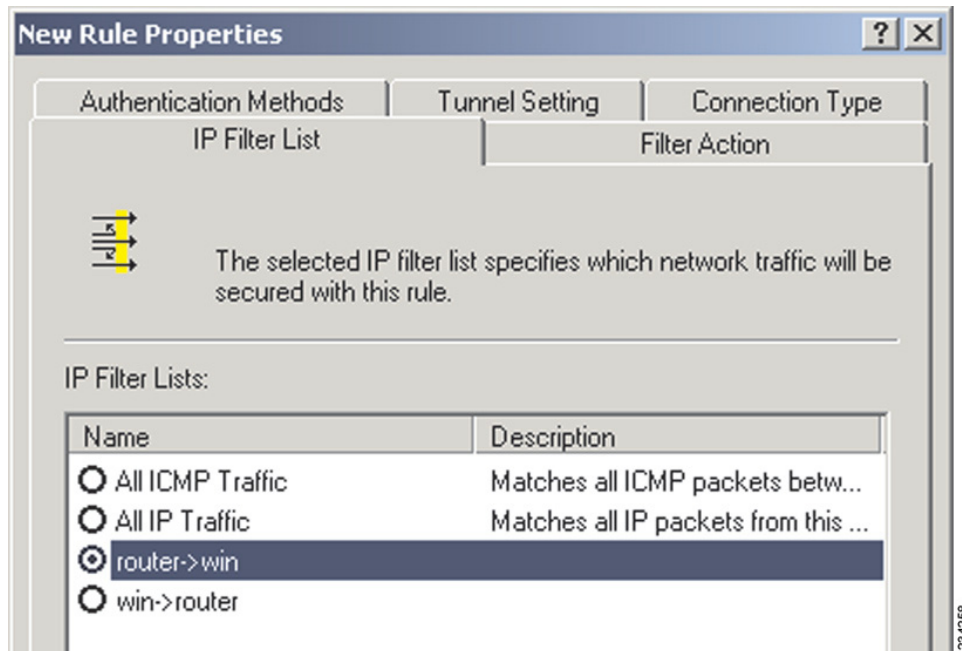 New Rule Properties
Authentication Methods Tunnel Setting Connection Type
IP Filter List Filter Action
The selected IP filter list specifies which network traffic will be
secured with this rule.
IP Filter Lists:
Name Description
All ICMP Traffic Matches all ICMP packets betw...
All IP Traffic Matches all IP packets from this ...
router->win
win->router